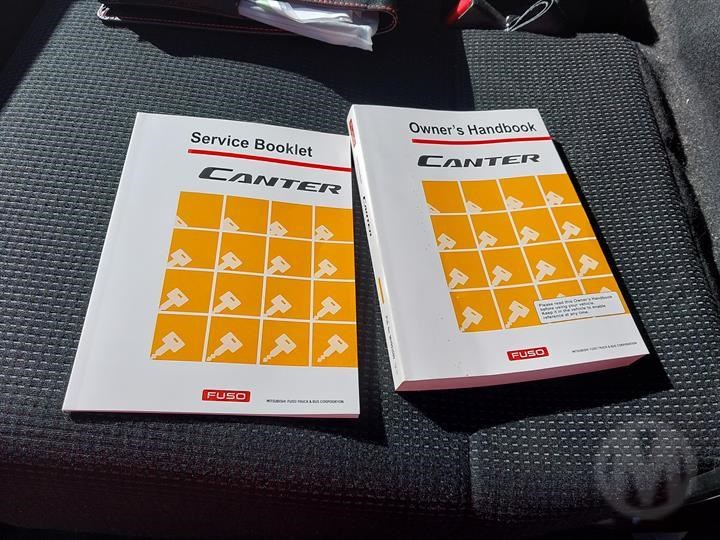 Service Booklet
CANTER
FUSO
MITSUBISHI FUSO TRUCK & BUS CORPORATION
Owner's Handbook
CANTER
Please read this Owner's Handbook
before using your vehicle.
Keep it in the vehicle to enable
reference at any time.
FUSO
MITSUBISHI FUSO TRUCK & BUS CORPORATION
CANTER